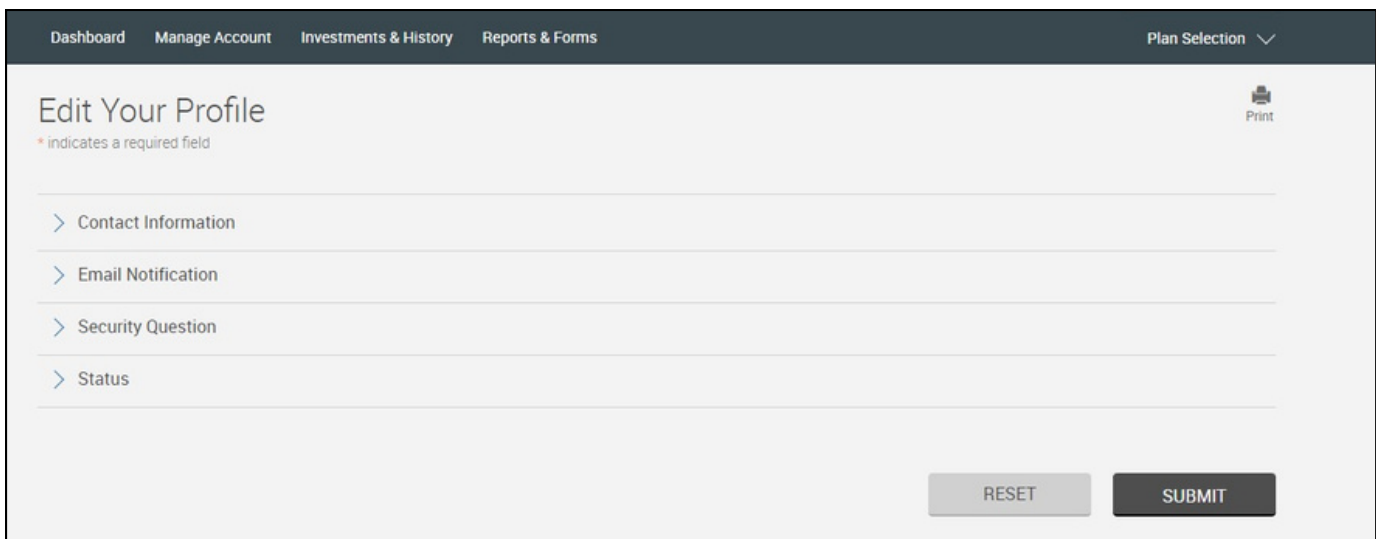 Dashboard Manage Account Investments & History Reports & Forms Plan Selection
Edit Your Profile
Print
* indicates a required field
Contact Information
Email Notification
Security Question
Status
RESET SUBMIT